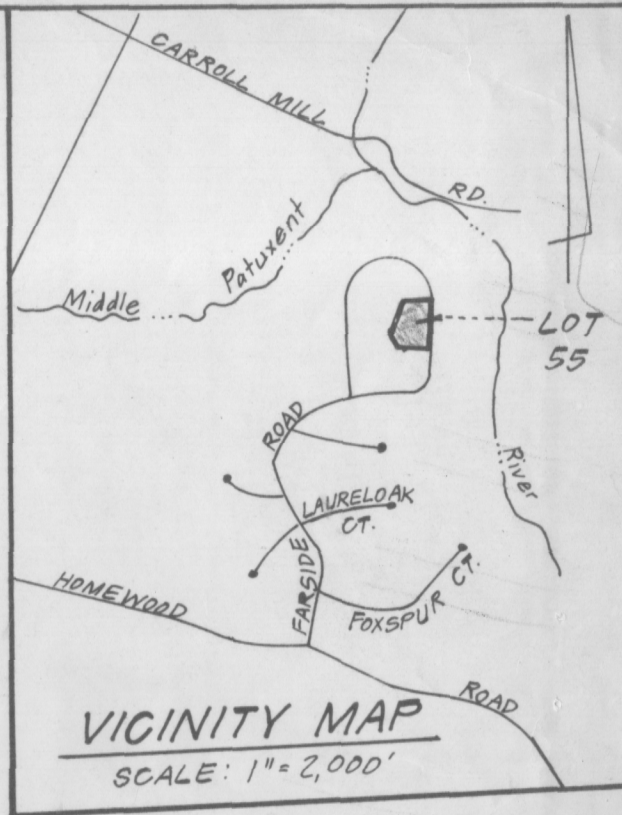 CARROLL MILL
RD.
Patuxent
Middle
LOT
55
ROAD
River
LAURELOAK
CT.
FARSIDE
HOMEWOOD
FOXSPUR CT.
ROAD
VICINITY MAP
SCALE: 1" = 2,000'